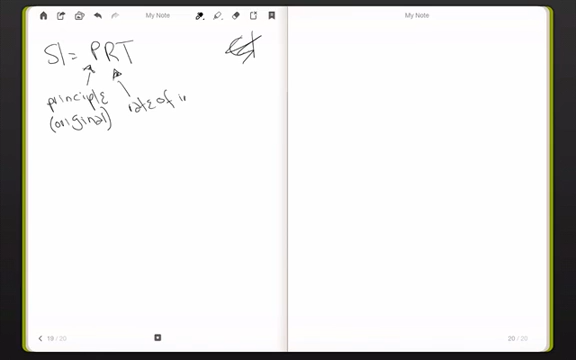 My Note
My Note
SI = PRT
principle
(original)
rate of i
18 / 20
20 / 20